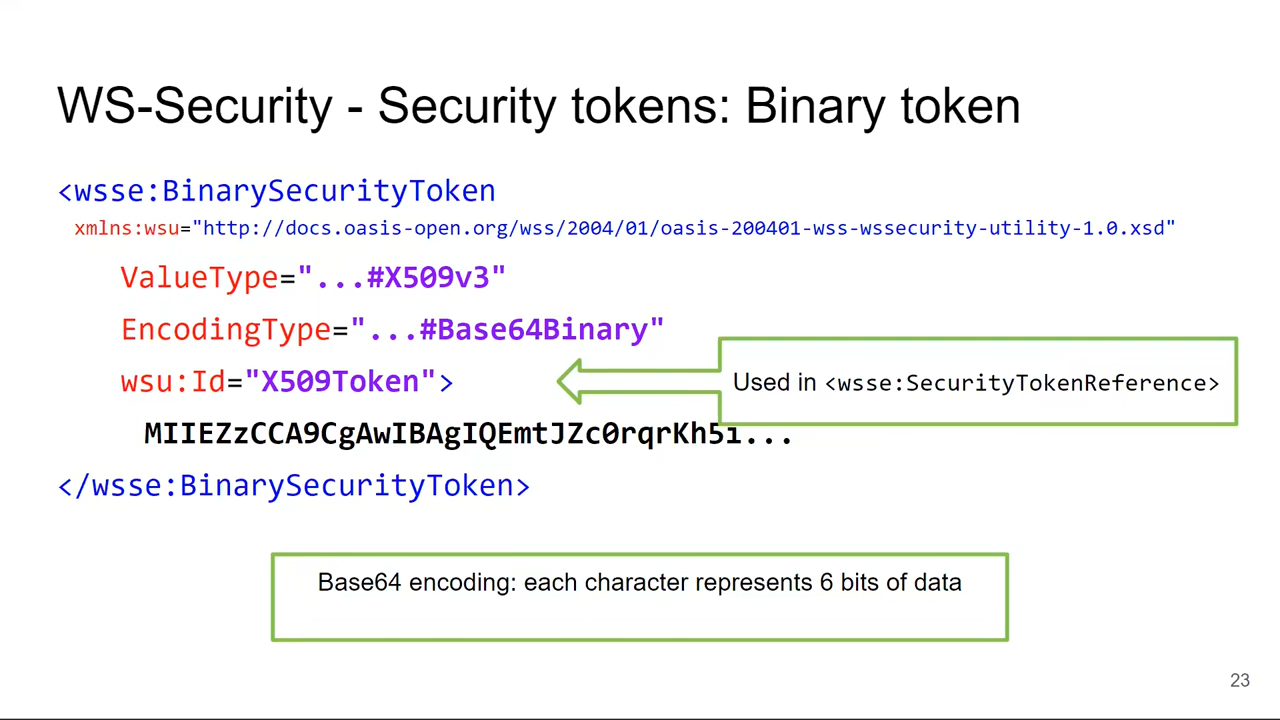 WS-Security - Security tokens: Binary token
<wsse:BinarySecurityToken
xmlns:wsu="http://docs.oasis-open.org/wss/2004/01/oasis-200401-wss-wssecurity-utility-1.0.xsd"
ValueType="...#X509v3"
EncodingType="...#Base64Binary"
wsu:Id="X509Token">
Used in <wsse:SecurityTokenReference>
MIIEZzCCA9CgAwIBAgIQEmtJZc0rqrKh5i...
</wsse:BinarySecurityToken>
Base64 encoding: each character represents 6 bits of data
23